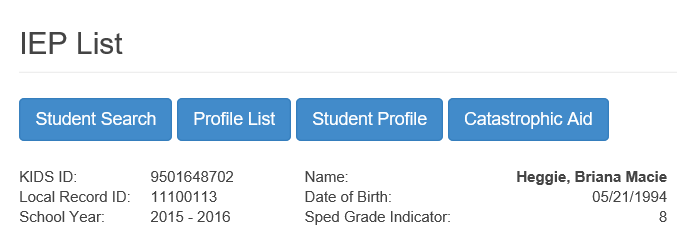 IEP List
Student Search Profile List Student Profile Catastrophic Aid
KIDS ID: 9501648702 Name: Heggie, Briana Macie
Local Record ID: 11100113 Date of Birth: 05/21/1994
School Year: 2015 - 2016 Sped Grade Indicator: 8